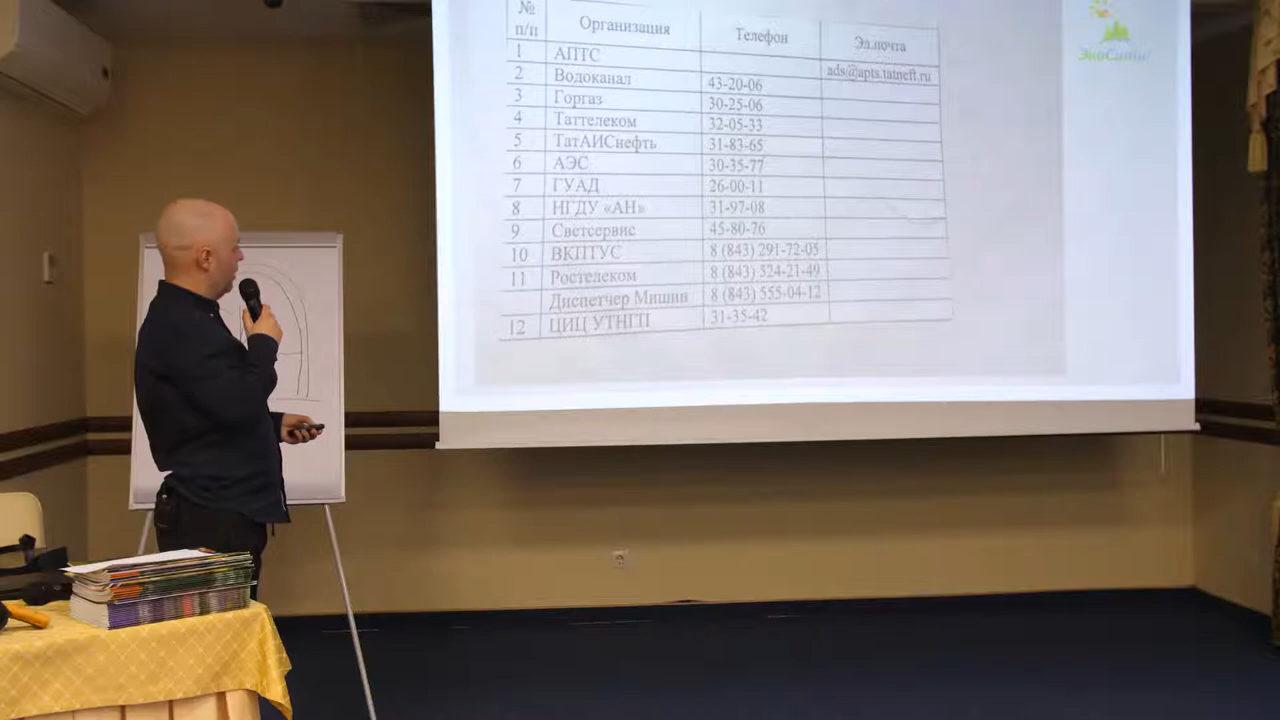 № п/п Организация Телефон Эл.почта
1 АПТС ads@apts.tatneft.ru
2 Водоканал 43-20-06
3 Горгаз 30-25-06
4 Таттелеком 32-05-33
5 ТатАИСнефть 31-83-65
6 АЭС 30-35-77
7 ГУАД 26-00-11
8 НГДУ «АН» 31-97-08
9 Светсервис 45-80-76
10 ВКПТУС 8 (843) 291-72-05
11 Ростелеком 8 (843) 524-21-49
Диспетчер Мишин 8 (843) 555-04-12
12 ЦИЦ УТНГП 31-35-42
ЭкоСити!